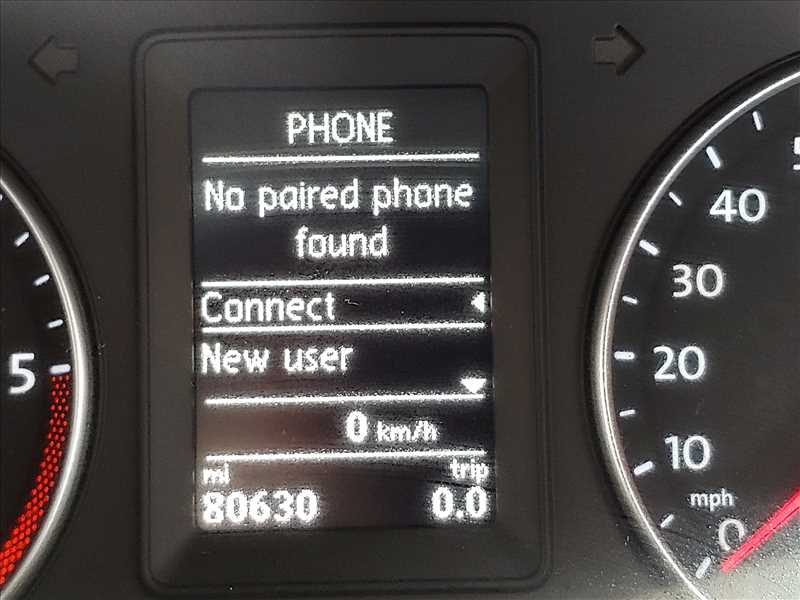 PHONE
No paired phone
found
Connect
New user
0 km/h
mi trip
80630 0.0
5
40
30
20
10
mph
0